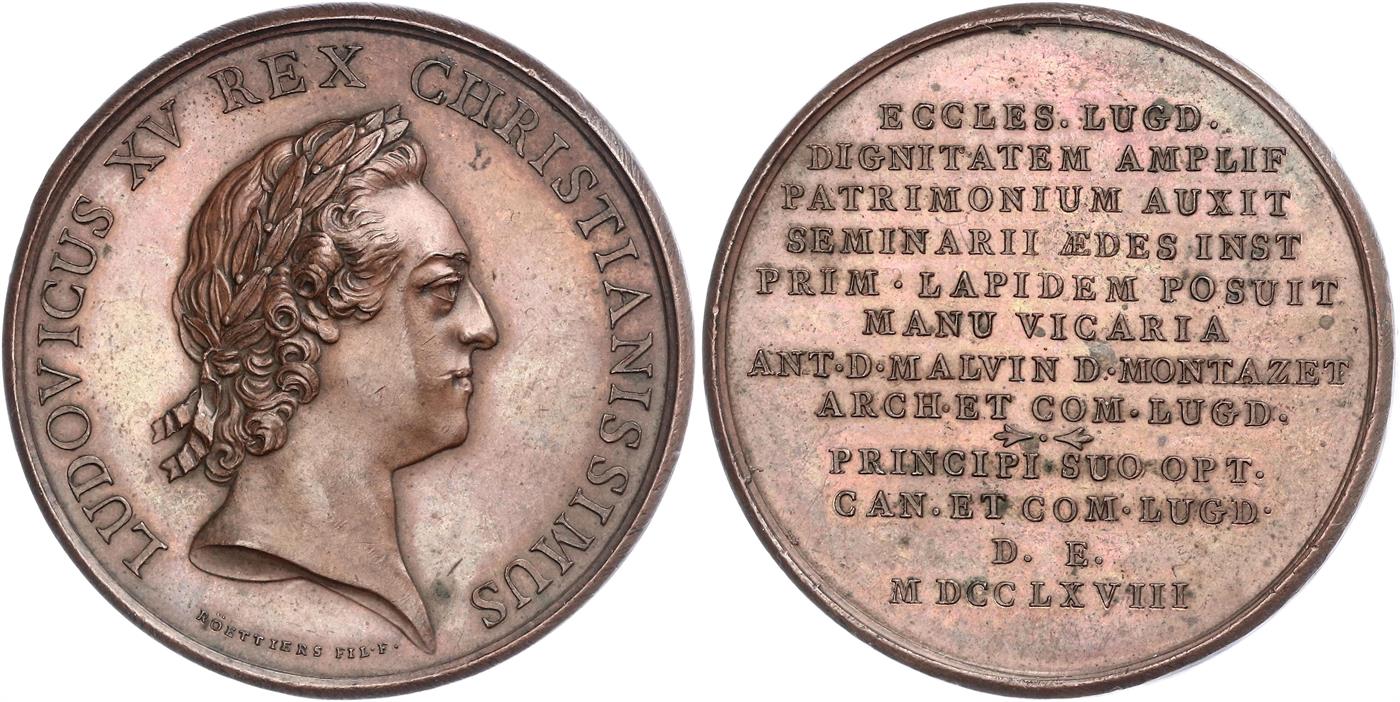 LUDOVICUS XV REX CHRISTIANISSIMUS
RÖETTIERS FIL·F·
ECCLES. LUGD.
DIGNITATEM AMPLIF
PATRIMONIUM AUXIT
SEMINARII ÆDES INST
PRIM · LAPIDEM POSUIT
MANU VICARIA
ANT·D·MALVIN D·MONTAZET
ARCH·ET COM·LUGD.
PRINCIPI SUO OPT.
CAN. ET COM·LUGD·
D. E.
M DCC LXVIII